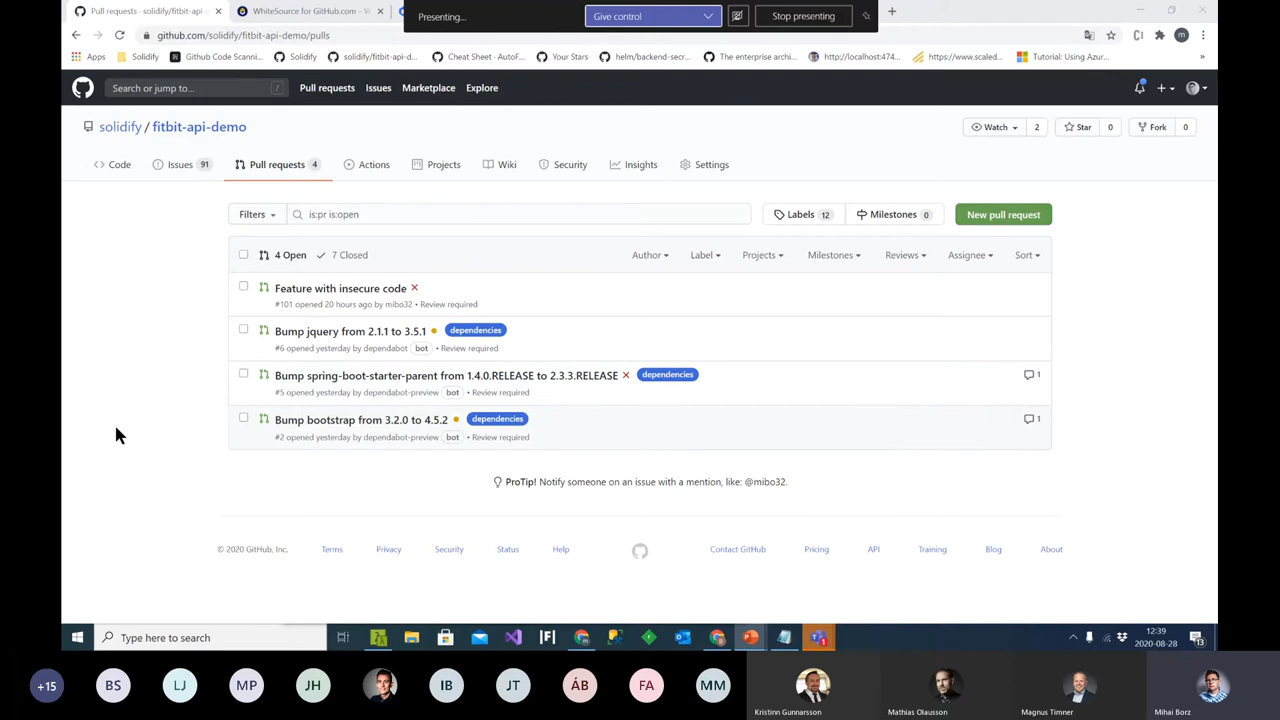 Pull requests · solidify/fitbit-api-
WhiteSource for GitHub.com – W
Presenting...
Give control
Stop presenting
github.com/solidify/fitbit-api-demo/pulls
Apps
Solidify
Github Code Scanni...
Solidify
solidify/fitbit-api-d...
Cheat Sheet - AutoF...
Your Stars
helm/backend-secr...
The enterprise archi...
http://localhost:474...
https://www.scaled...
Tutorial: Using Azur...
Search or jump to...
/
Pull requests
Issues
Marketplace
Explore
solidify / fitbit-api-demo
Watch 2
Star 0
Fork 0
Code
Issues 91
Pull requests 4
Actions
Projects
Wiki
Security
Insights
Settings
Filters
is:pr is:open
Labels 12
Milestones 0
New pull request
4 Open
7 Closed
Author
Label
Projects
Milestones
Reviews
Assignee
Sort
Feature with insecure code
#101 opened 20 hours ago by mibo32 • Review required
Bump jquery from 2.1.1 to 3.5.1 dependencies
#6 opened yesterday by dependabot bot • Review required
Bump spring-boot-starter-parent from 1.4.0.RELEASE to 2.3.3.RELEASE dependencies 1
#5 opened yesterday by dependabot-preview bot • Review required
Bump bootstrap from 3.2.0 to 4.5.2 dependencies 1
#2 opened yesterday by dependabot-preview bot • Review required
ProTip! Notify someone on an issue with a mention, like: @mibo32.
© 2020 GitHub, Inc.
Terms
Privacy
Security
Status
Help
Contact GitHub
Pricing
API
Training
Blog
About
Type here to search
12:39
2020-08-28
13
+15
BS
LJ
MP
JH
IB
JT
ÁB
FA
MM
Kristinn Gunnarsson
Mathias Olausson
Magnus Timner
Mihai Borz